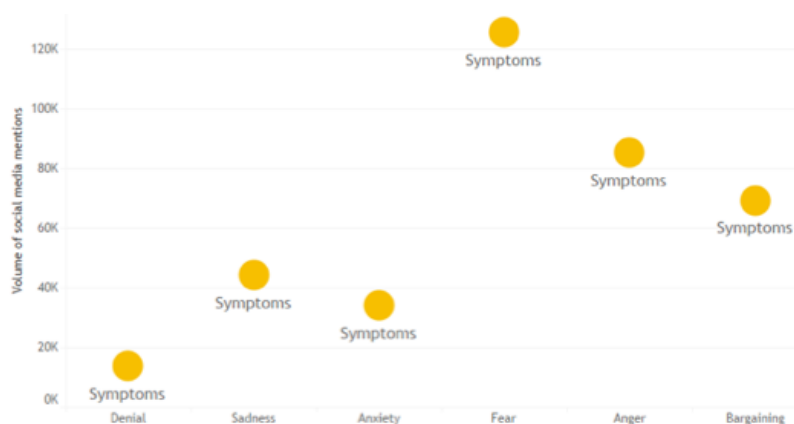 Volume of social media mentions
120K
100K
80K
60K
40K
20K
0K
Symptoms
Symptoms
Symptoms
Symptoms
Symptoms
Symptoms
Denial
Sadness
Anxiety
Fear
Anger
Bargaining